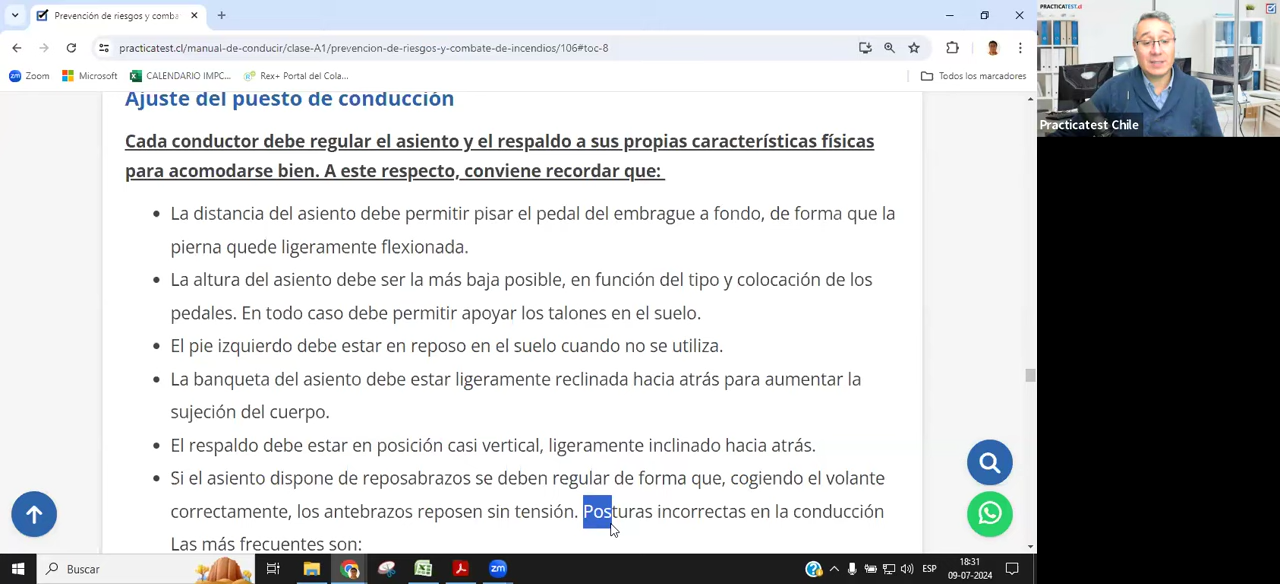 Prevención de riesgos y comba
practicatest.cl/manual-de-conducir/clase-A1/prevencion-de-riesgos-y-combate-de-incendios/106#toc-8
Zoom
Microsoft
CALENDARIO IMPC...
Rex+ Portal del Cola...
Todos los marcadores
PRACTICATEST.cl
Practicatest Chile
Ajuste del puesto de conducción
Cada conductor debe regular el asiento y el respaldo a sus propias características físicas
para acomodarse bien. A este respecto, conviene recordar que:
La distancia del asiento debe permitir pisar el pedal del embrague a fondo, de forma que la
pierna quede ligeramente flexionada.
La altura del asiento debe ser la más baja posible, en función del tipo y colocación de los
pedales. En todo caso debe permitir apoyar los talones en el suelo.
El pie izquierdo debe estar en reposo en el suelo cuando no se utiliza.
La banqueta del asiento debe estar ligeramente reclinada hacia atrás para aumentar la
sujeción del cuerpo.
El respaldo debe estar en posición casi vertical, ligeramente inclinado hacia atrás.
Si el asiento dispone de reposabrazos se deben regular de forma que, cogiendo el volante
correctamente, los antebrazos reposen sin tensión. Posturas incorrectas en la conducción
Las más frecuentes son:
Buscar
zm
ESP
18:31
09-07-2024